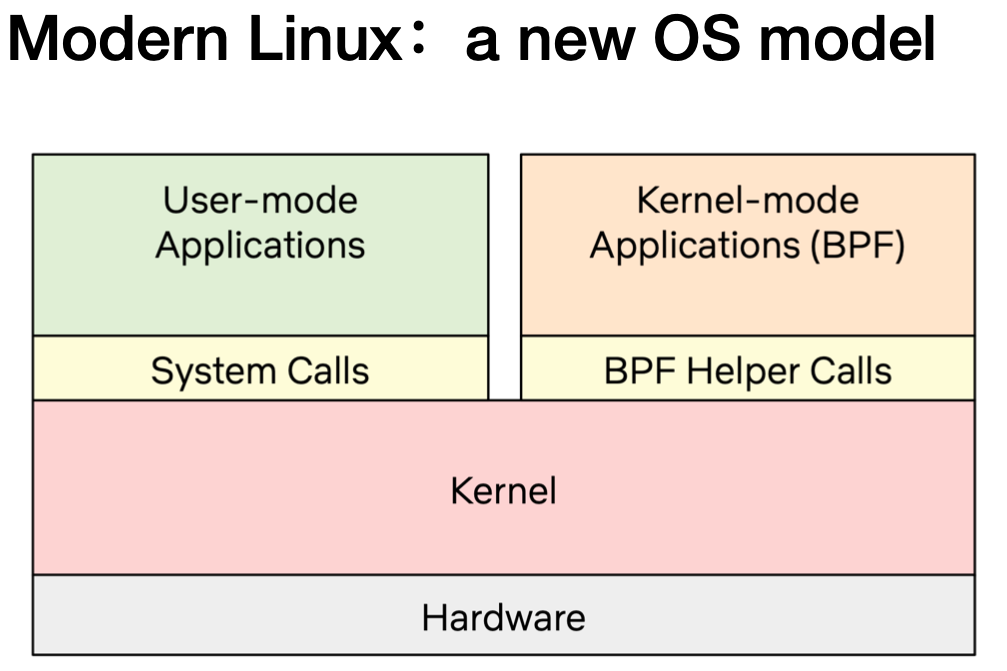 Modern Linux：a new OS model
User-mode
Applications
Kernel-mode
Applications (BPF)
System Calls
BPF Helper Calls
Kernel
Hardware